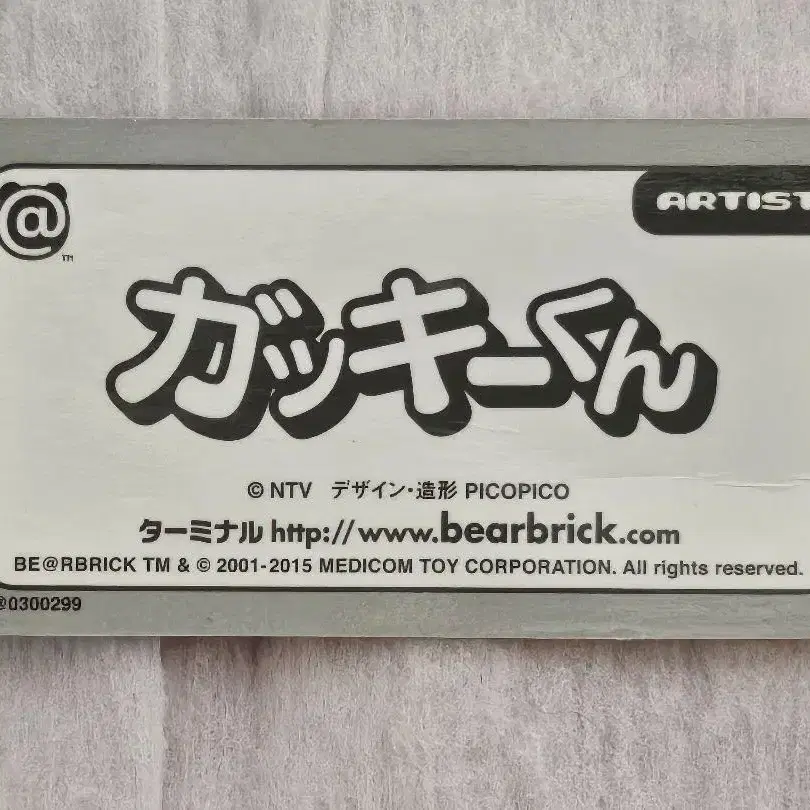 @
TM
ARTIST
ガッキーくん
© NTV デザイン・造形 PICOPICO
ターミナル http://www.bearbrick.com
BE@RBRICK TM & © 2001-2015 MEDICOM TOY CORPORATION. All rights reserved.
@0300299